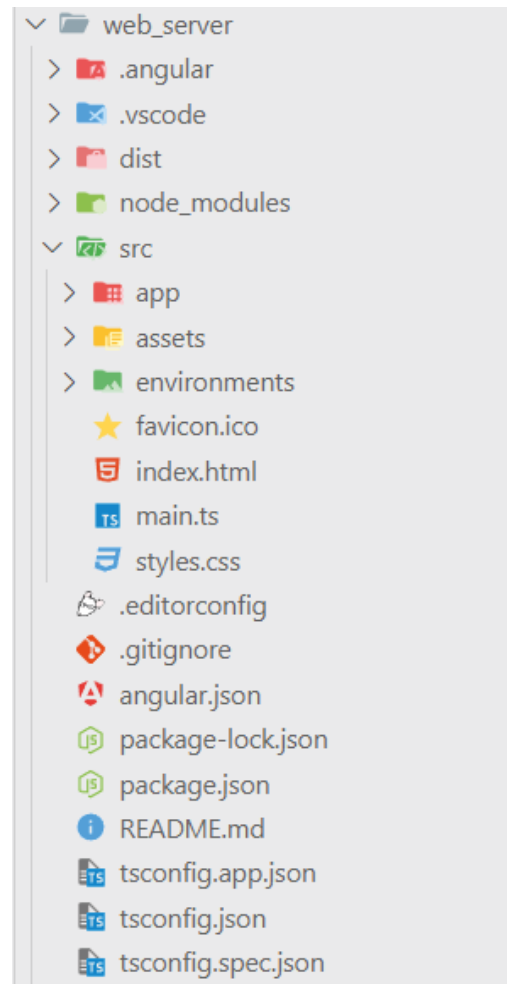 web_server
.angular
.vscode
dist
node_modules
src
app
assets
environments
favicon.ico
index.html
main.ts
styles.css
.editorconfig
.gitignore
angular.json
package-lock.json
package.json
README.md
tsconfig.app.json
tsconfig.json
tsconfig.spec.json